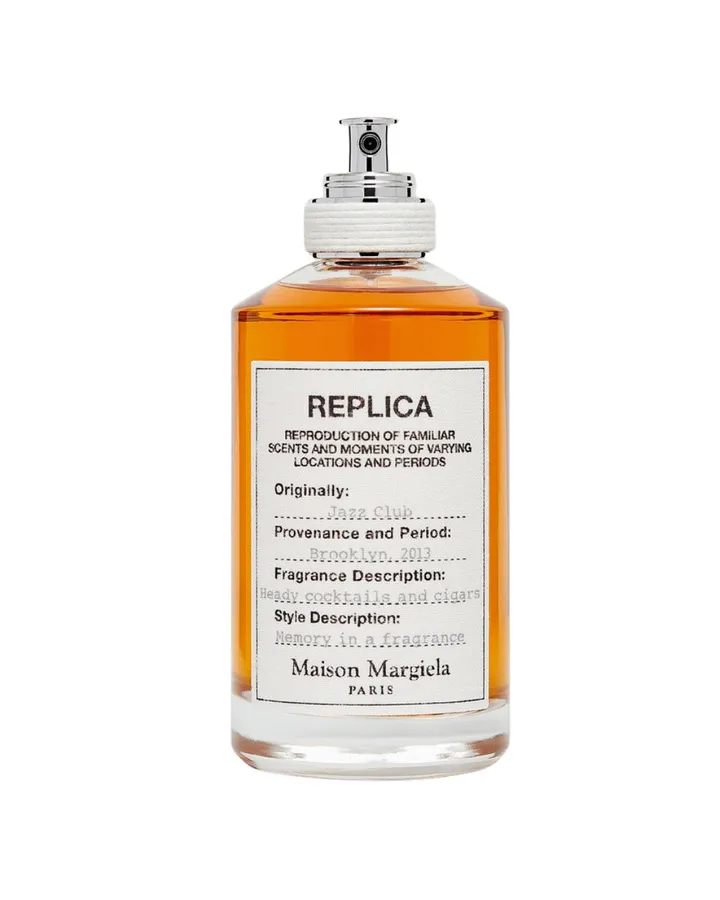 REPLICA
REPRODUCTION OF FAMILIAR
SCENTS AND MOMENTS OF VARYING
LOCATIONS AND PERIODS
Originally:
Jazz Club
Provenance and Period:
Brooklyn, 2013
Fragrance Description:
Heady cocktails and cigars
Style Description:
Memory in a fragrance
Maison Margiela
PARIS